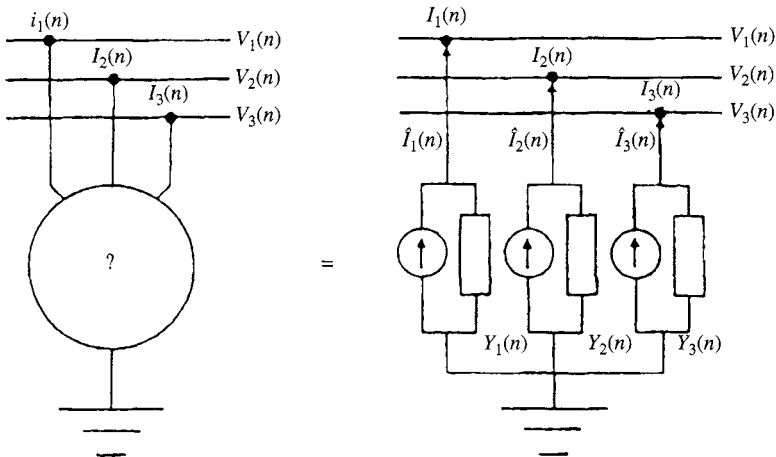 i₁(n)
V₁(n)
I₂(n)
V₂(n)
I₃(n)
V₃(n)
?
=
I₁(n)
V₁(n)
I₂(n)
V₂(n)
I₃(n)
V₃(n)
Î₁(n)
Î₂(n)
Î₃(n)
Y₁(n)
Y₂(n)
Y₃(n)